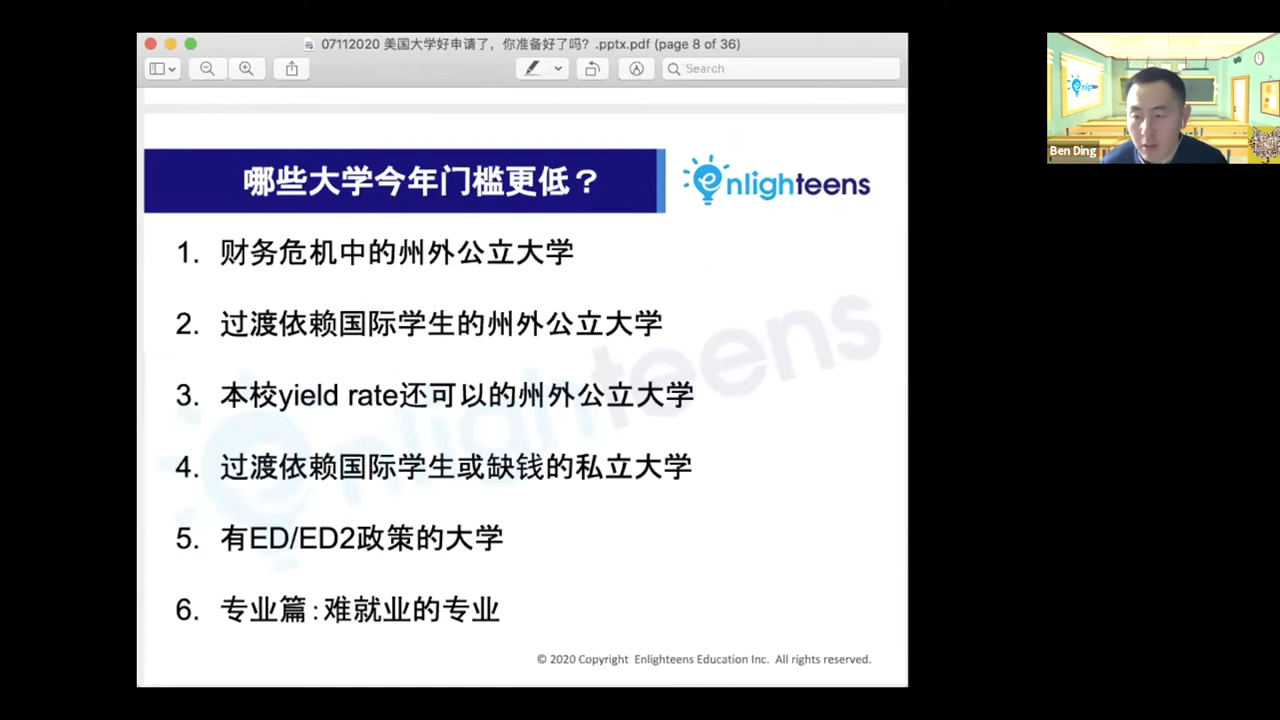 07112020 美国大学好申请了，你准备好了吗？.pptx.pdf (page 8 of 36)
Search
哪些大学今年门槛更低？
enlighteens
1. 财务危机中的州外公立大学
2. 过渡依赖国际学生的州外公立大学
3. 本校yield rate还可以的州外公立大学
4. 过渡依赖国际学生或缺钱的私立大学
5. 有ED/ED2政策的大学
6. 专业篇:难就业的专业
enlighteens
© 2020 Copyright Enlighteens Education Inc. All rights reserved.
enlighteens
Ben Ding